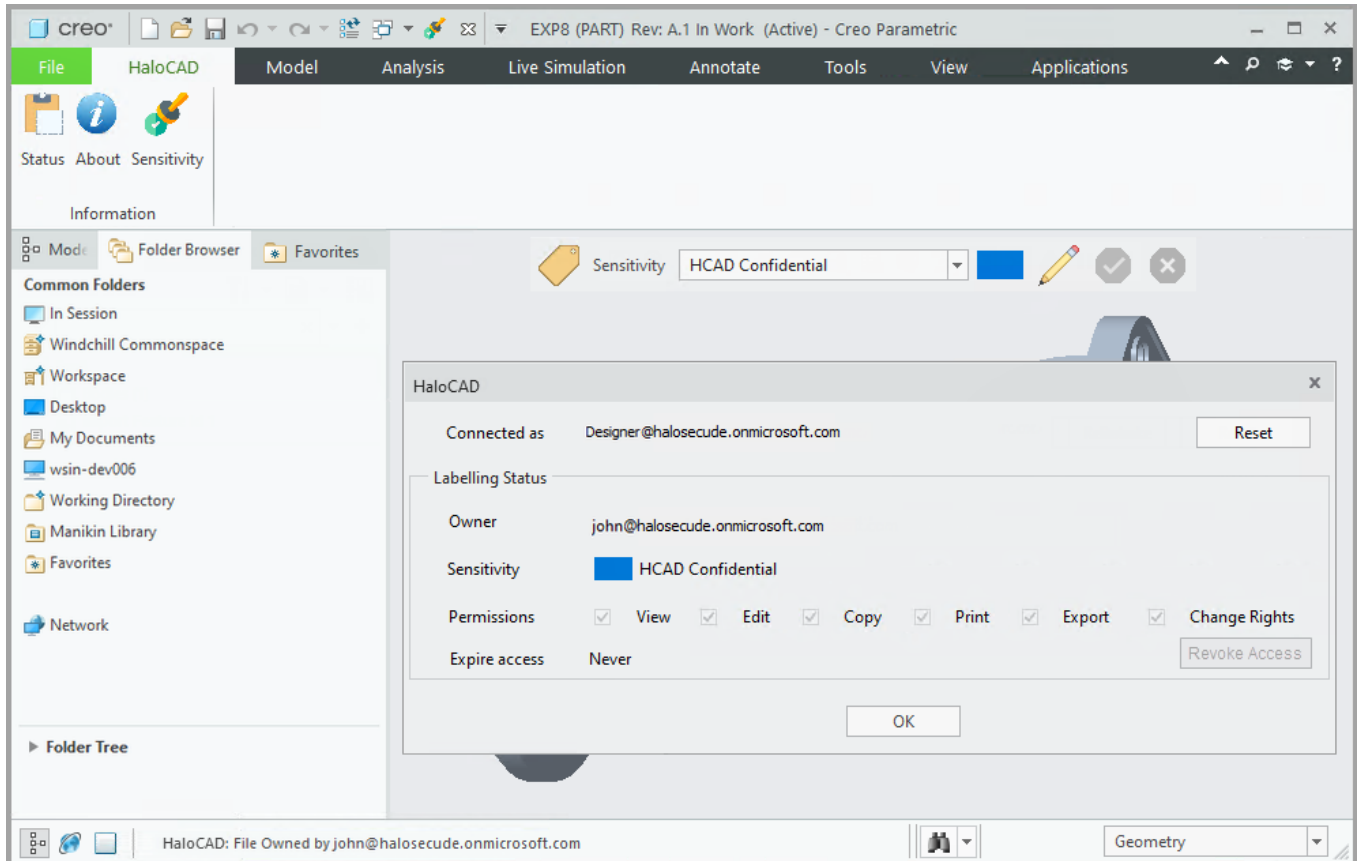 creo EXP8 (PART) Rev: A.1 In Work (Active) - Creo Parametric
File HaloCAD Model Analysis Live Simulation Annotate Tools View Applications ?
Status About Sensitivity
Information
Mode Folder Browser Favorites
Sensitivity HCAD Confidential
Common Folders
In Session
Windchill Commonspace
Workspace
Desktop
My Documents
wsin-dev006
Working Directory
Manikin Library
Favorites
Network
Folder Tree
HaloCAD
Connected as Designer@halosecude.onmicrosoft.com Reset
Labelling Status
Owner john@halosecude.onmicrosoft.com
Sensitivity HCAD Confidential
Permissions View Edit Copy Print Export Change Rights
Expire access Never Revoke Access
OK
HaloCAD: File Owned by john@halosecude.onmicrosoft.com Geometry